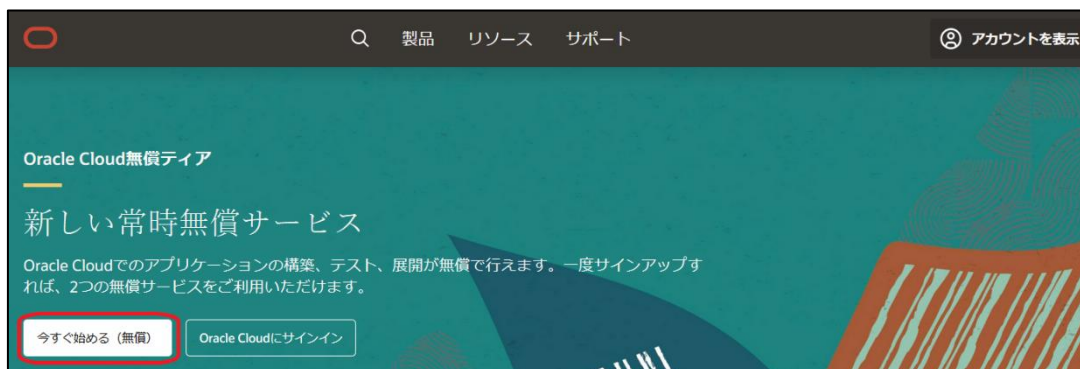 製品 リソース サポート アカウントを表示
Oracle Cloud無償ティア
新しい常時無償サービス
Oracle Cloudでのアプリケーションの構築、テスト、展開が無償で行えます。一度サインアップす
れば、2つの無償サービスをご利用いただけます。
今すぐ始める（無償） Oracle Cloudにサインイン